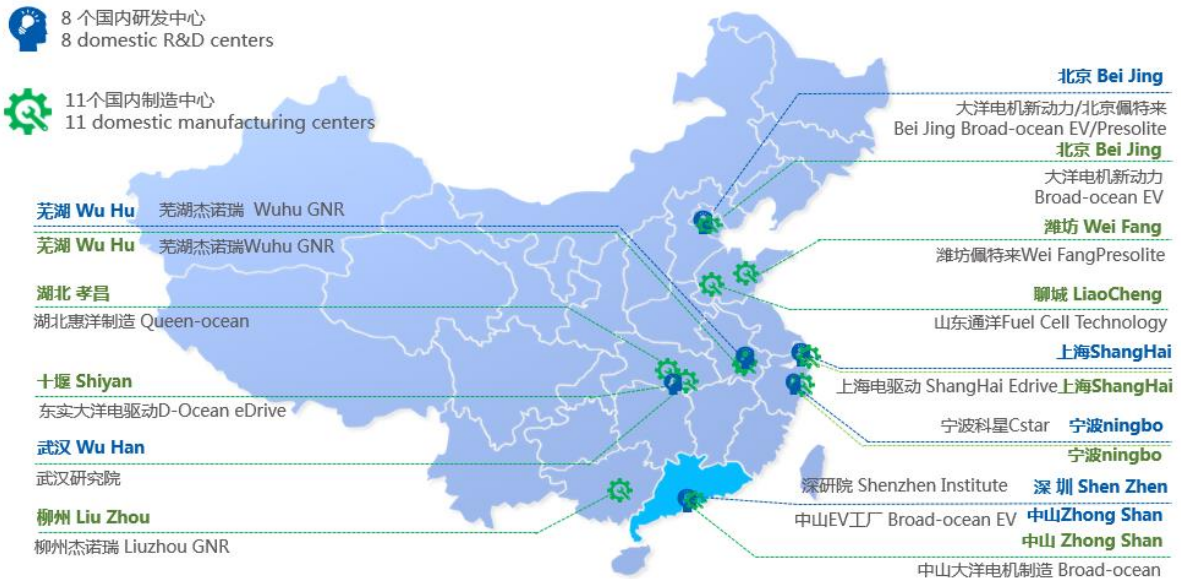 8 个国内研发中心
8 domestic R&D centers
11个国内制造中心
11 domestic manufacturing centers
芜湖 Wu Hu 芜湖杰诺瑞 Wuhu GNR
芜湖 Wu Hu 芜湖杰诺瑞Wuhu GNR
湖北 孝昌
湖北惠洋制造 Queen-ocean
十堰 Shiyan
东实大洋电驱动D-Ocean eDrive
武汉 Wu Han
武汉研究院
柳州 Liu Zhou
柳州杰诺瑞 Liuzhou GNR
北京 Bei Jing
大洋电机新动力/北京佩特来
Bei Jing Broad-ocean EV/Presolite
北京 Bei Jing
大洋电机新动力
Broad-ocean EV
潍坊 Wei Fang
潍坊佩特来Wei FangPresolite
聊城 LiaoCheng
山东通洋Fuel Cell Technology
上海ShangHai
上海电驱动 ShangHai Edrive上海ShangHai
宁波科星Cstar 宁波ningbo
宁波ningbo
深研院 Shenzhen Institute 深 圳 Shen Zhen
中山EV工厂 Broad-ocean EV 中山Zhong Shan
中山 Zhong Shan
中山大洋电机制造 Broad-ocean